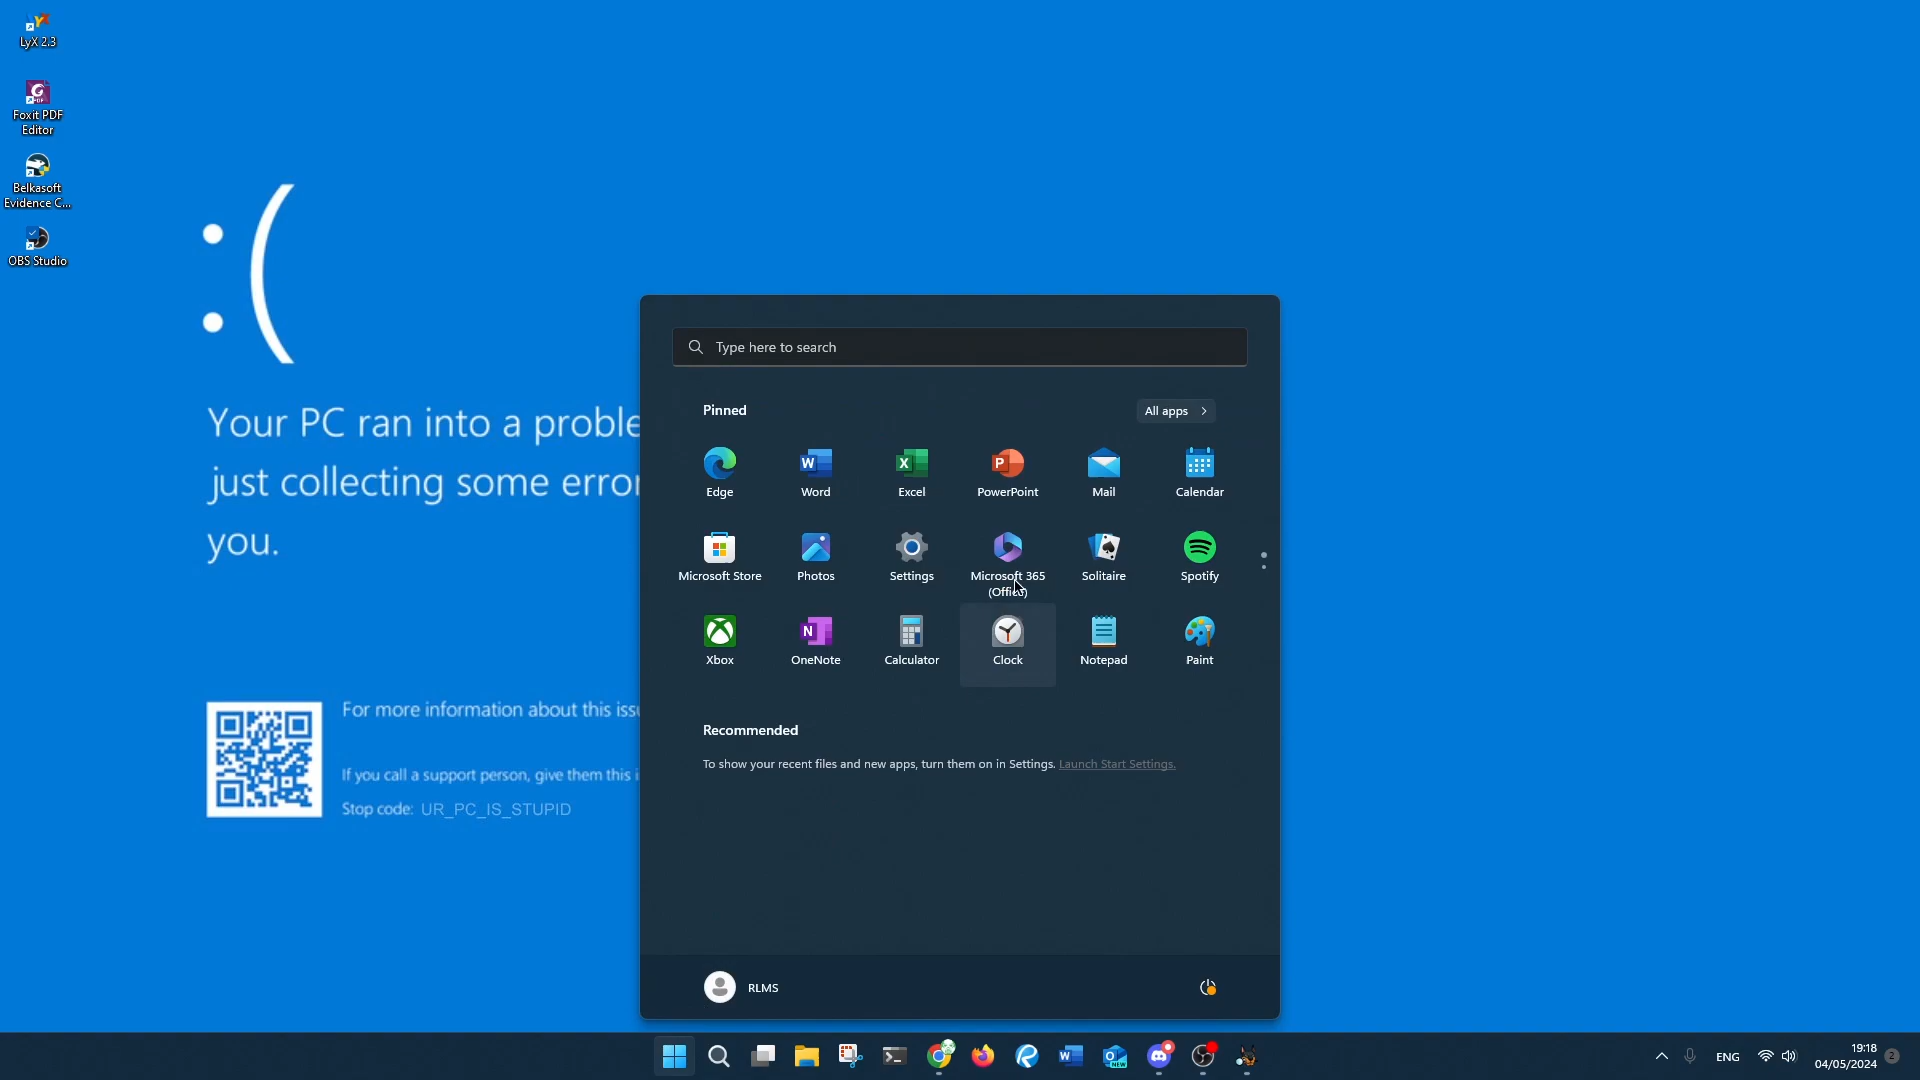 LyX 2.3
Foxit PDF
Editor
Belkasoft
Evidence C...
OBS Studio
Your PC ran into a proble
just collecting some error
you.
For more information about this issu
If you call a support person, give them this i
Stop code: UR_PC_IS_STUPID
Type here to search
Pinned
All apps
Edge
Word
Excel
PowerPoint
Mail
Calendar
Microsoft Store
Photos
Settings
Microsoft 365
(Office)
Solitaire
Spotify
Xbox
OneNote
Calculator
Clock
Notepad
Paint
Recommended
To show your recent files and new apps, turn them on in Settings. Launch Start Settings.
RLMS
ENG
19:18
04/05/2024
2